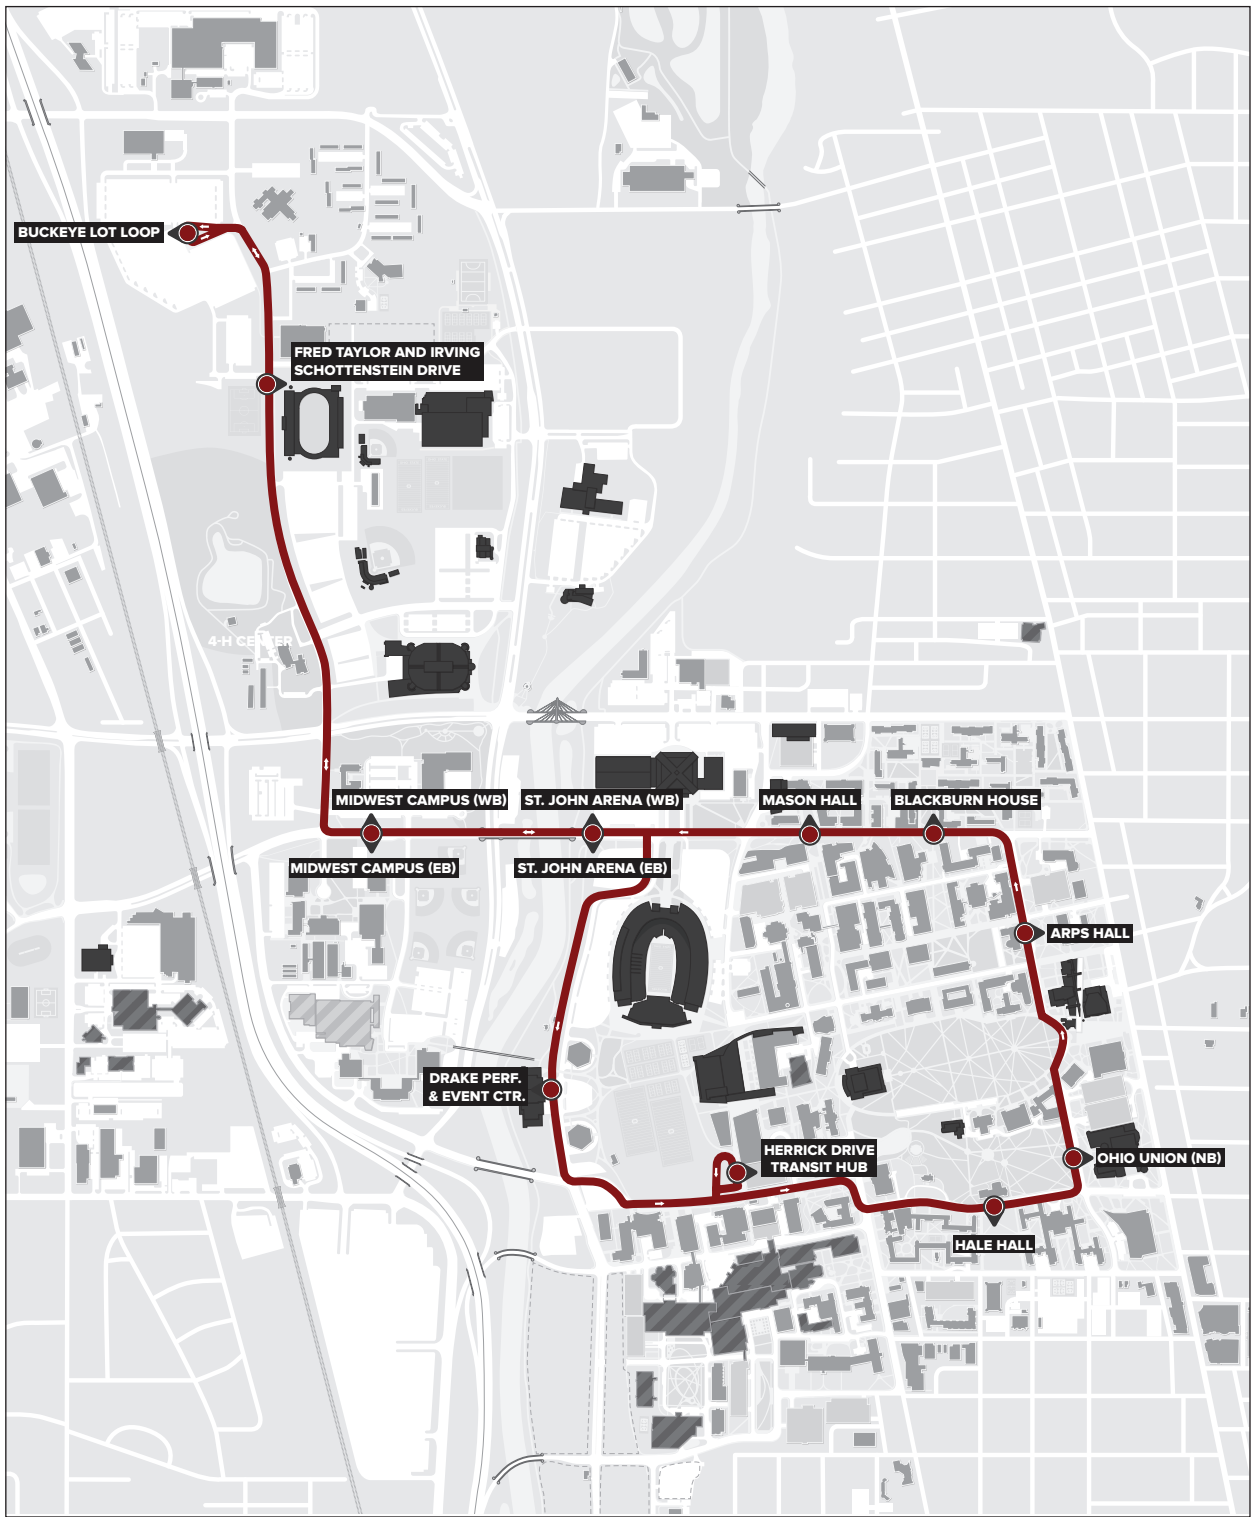 BUCKEYE LOT LOOP
FRED TAYLOR AND IRVING
SCHOTTENSTEIN DRIVE
4-H CENTER
MIDWEST CAMPUS (WB)
ST. JOHN ARENA (WB)
MASON HALL
BLACKBURN HOUSE
MIDWEST CAMPUS (EB)
ST. JOHN ARENA (EB)
ARPS HALL
DRAKE PERF.
& EVENT CTR.
HERRICK DRIVE
TRANSIT HUB
OHIO UNION (NB)
HALE HALL